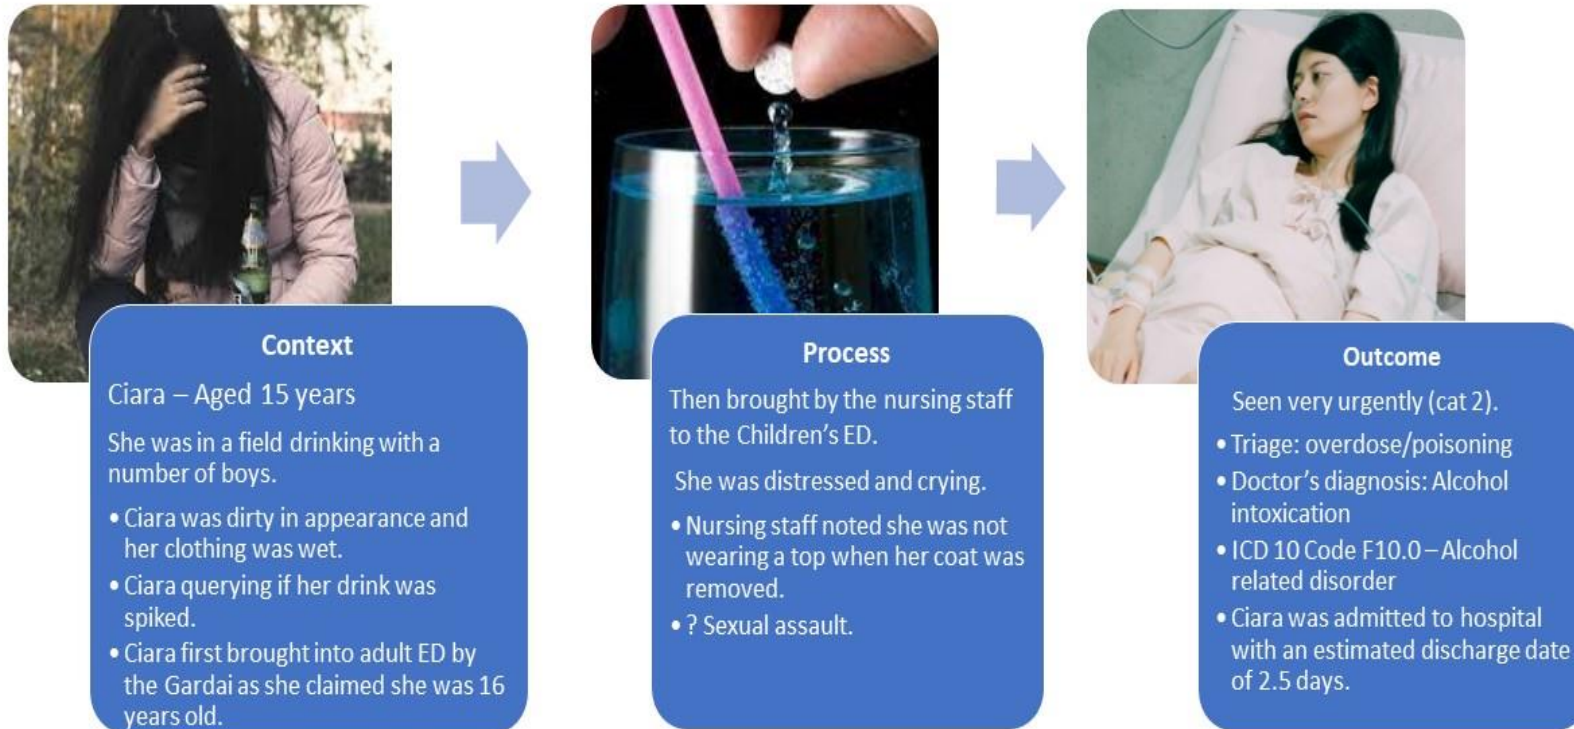 Context
Ciara – Aged 15 years
She was in a field drinking with a
number of boys.
• Ciara was dirty in appearance and
her clothing was wet.
• Ciara querying if her drink was
spiked.
• Ciara first brought into adult ED by
the Gardai as she claimed she was 16
years old.
Process
Then brought by the nursing staff
to the Children’s ED.
She was distressed and crying.
• Nursing staff noted she was not
wearing a top when her coat was
removed.
• ? Sexual assault.
Outcome
Seen very urgently (cat 2).
• Triage: overdose/poisoning
• Doctor’s diagnosis: Alcohol
intoxication
• ICD 10 Code F10.0 – Alcohol
related disorder
• Ciara was admitted to hospital
with an estimated discharge date
of 2.5 days.